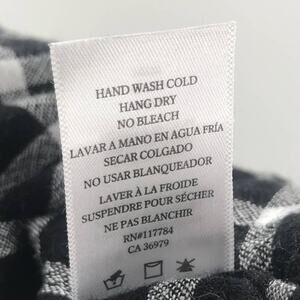 HAND WASH COLD
HANG DRY
NO BLEACH
LAVAR A MANO EN AGUA FRÍA
SECAR COLGADO
NO USAR BLANQUEADOR
LAVER À LA FROIDE
SUSPENDRE POUR SÉCHER
NE PAS BLANCHIR
RN#117784
CA 36979